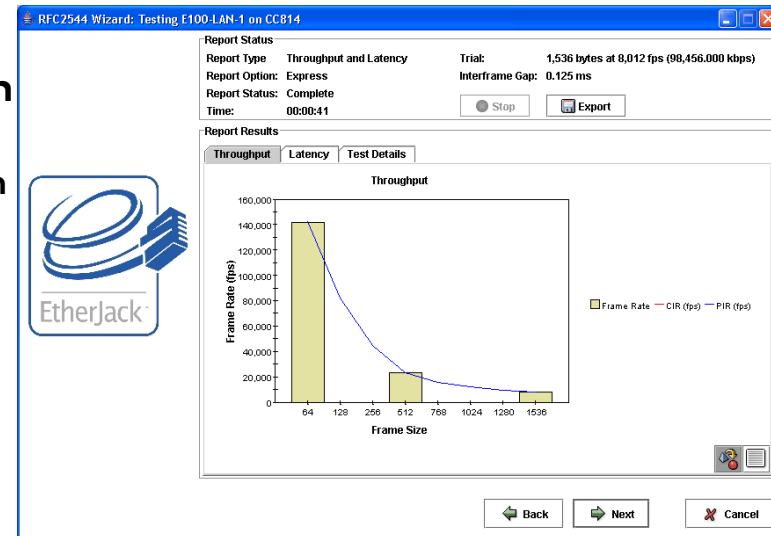 RFC2544 Wizard: Testing E100-LAN-1 on CC814
Report Status
Report Type Throughput and Latency Trial: 1,536 bytes at 8,012 fps (98,456.000 kbps)
Report Option: Express Interframe Gap: 0.125 ms
Report Status: Complete
Time: 00:00:41 Stop Export
Report Results
Throughput Latency Test Details
Throughput
160,000
140,000
120,000
100,000
80,000
60,000
40,000
20,000
0
Frame Rate (fps)
64 128 256 512 768 1024 1280 1536
Frame Size
Frame Rate CIR (fps) PIR (fps)
EtherJack
Back Next Cancel